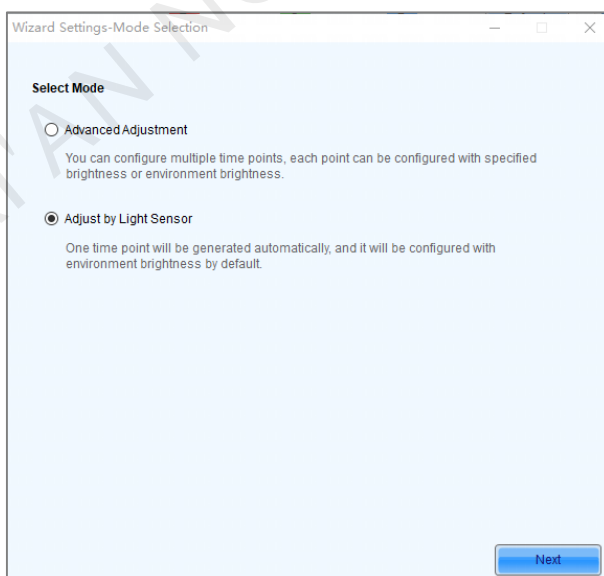 Wizard Settings-Mode Selection
Select Mode
Advanced Adjustment
You can configure multiple time points, each point can be configured with specified
brightness or environment brightness.
Adjust by Light Sensor
One time point will be generated automatically, and it will be configured with
environment brightness by default.
Next